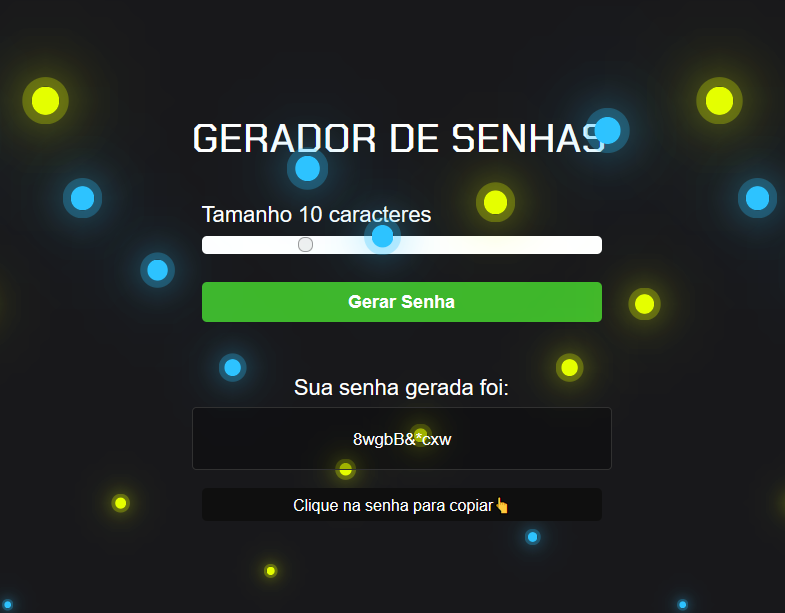 GERADOR DE SENHAS
Tamanho 10 caracteres
Gerar Senha
Sua senha gerada foi:
8wgbB&*cxw
Clique na senha para copiar👆